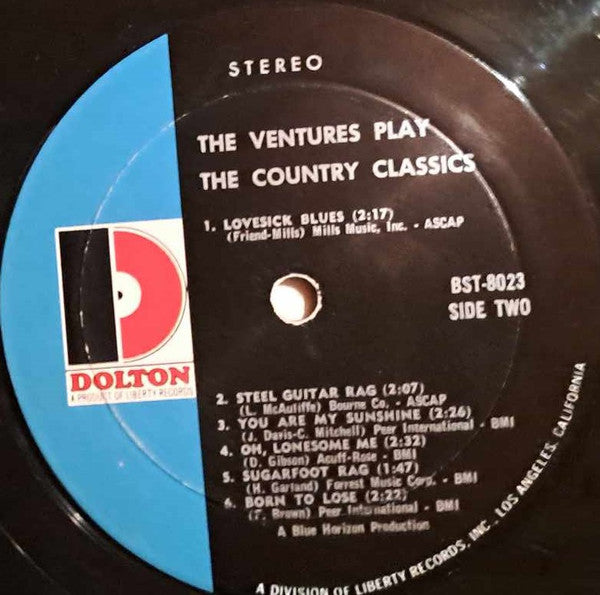 STEREO
THE VENTURES PLAY
THE COUNTRY CLASSICS
1. LOVESICK BLUES (2:17)
(Friend-Mills) Mills Music, Inc. - ASCAP
BST-8023
SIDE TWO
DOLTON
A PRODUCT OF LIBERTY RECORDS
2. STEEL GUITAR RAG (2:07)
(L. McAuliffe) Bourne Co. - ASCAP
3. YOU ARE MY SUNSHINE (2:26)
(J. Davis-C. Mitchell) Peer International - BMI
4. OH, LONESOME ME (2:32)
(D. Gibson) Acuff-Rose - BMI
5. SUGARFOOT RAG (1:47)
(H. Garland) Forrest Music Corp. - BMI
6. BORN TO LOSE (2:22)
(T. Brown) Peer International - BMI
A Blue Horizon Production
A DIVISION OF LIBERTY RECORDS, INC., LOS ANGELES, CALIFORNIA